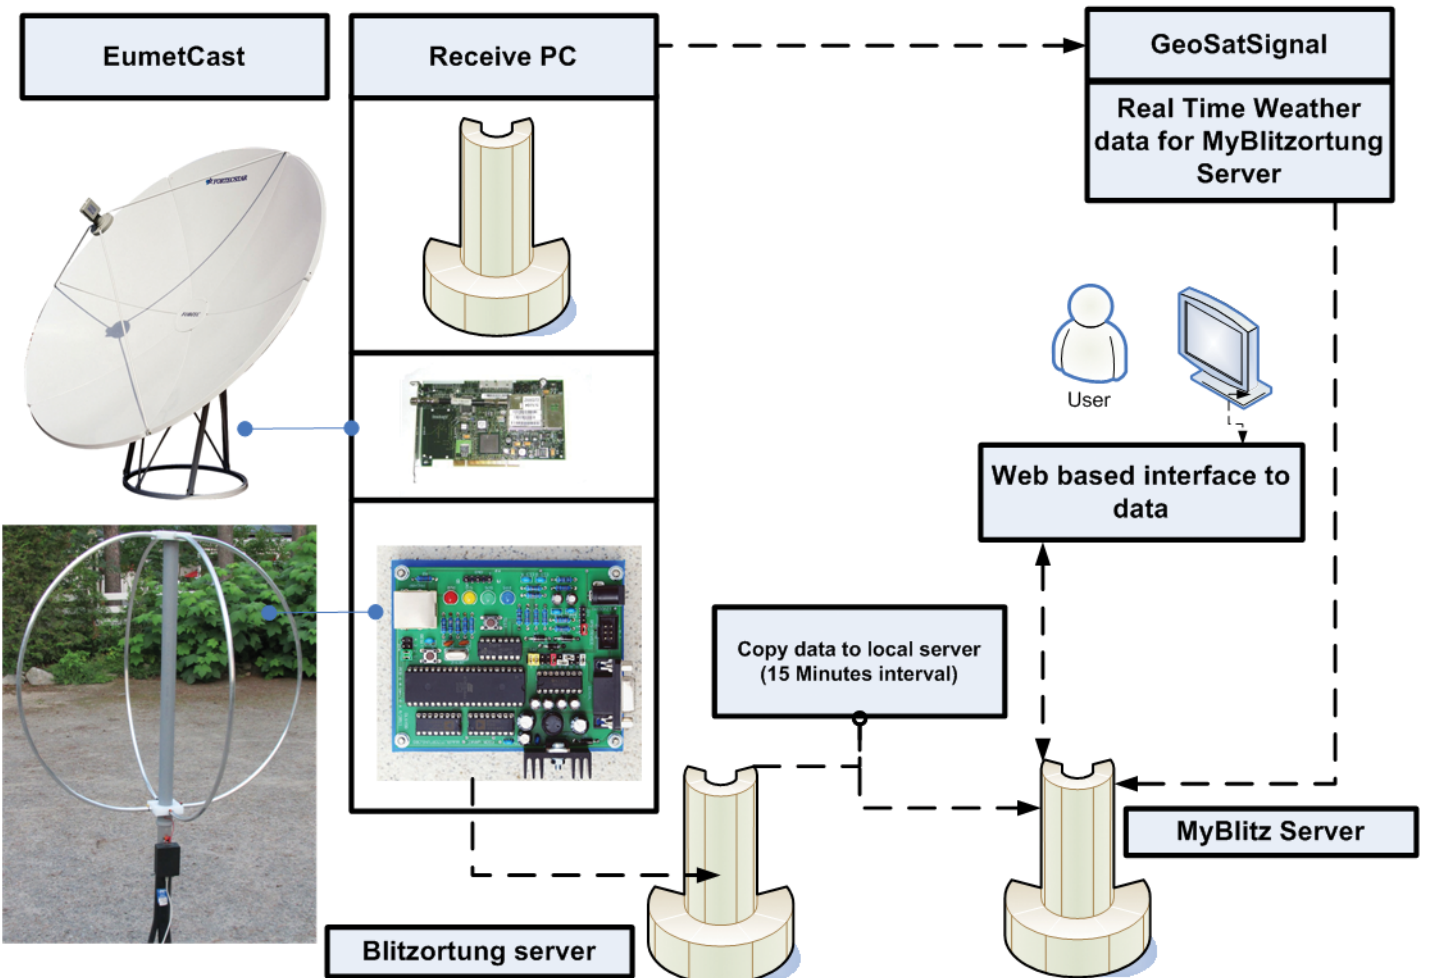 EumetCast
Receive PC
GeoSatSignal
Real Time Weather
data for MyBlitzortung
Server
User
Web based interface to
data
Copy data to local server
(15 Minutes interval)
MyBlitz Server
Blitzortung server